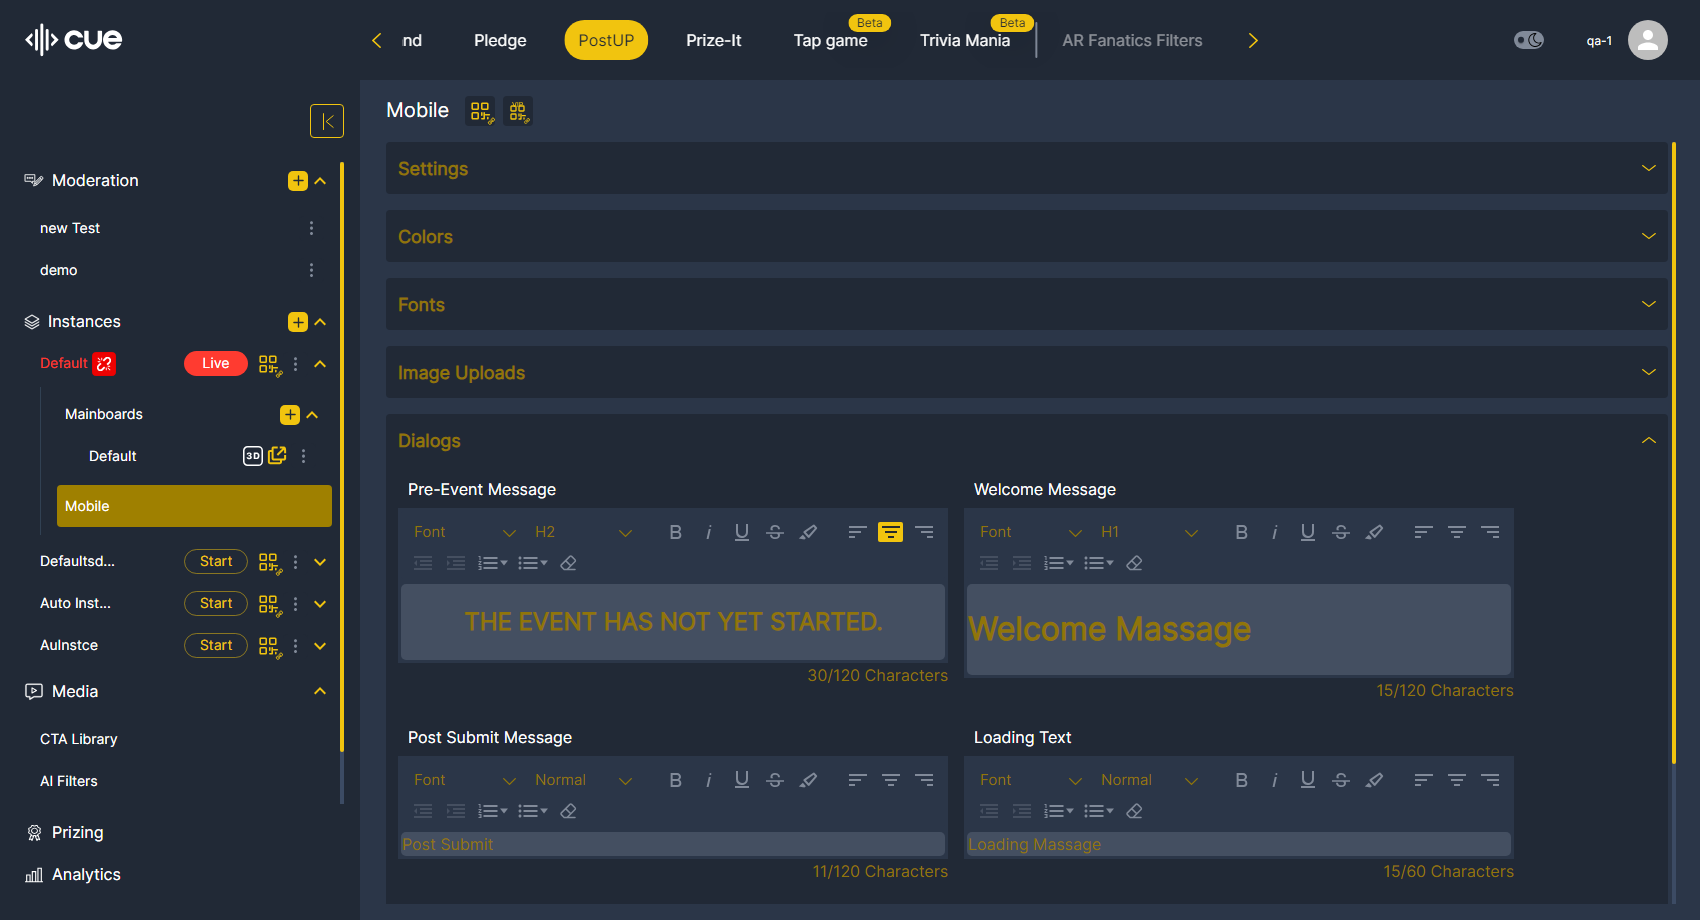 cue
nd
Pledge
PostUP
Prize-It
Tap game
Beta
Trivia Mania
Beta
AR Fanatics Filters
qa-1
Moderation
new Test
demo
Instances
Default
Live
Mainboards
Default
3D
Mobile
Defaultsd...
Start
Auto Inst...
Start
AuInstce
Start
Media
CTA Library
AI Filters
Prizing
Analytics
Mobile
Settings
Colors
Fonts
Image Uploads
Dialogs
Pre-Event Message
Font H2
THE EVENT HAS NOT YET STARTED.
30/120 Characters
Welcome Message
Font H1
Welcome Massage
15/120 Characters
Post Submit Message
Font Normal
Post Submit
11/120 Characters
Loading Text
Font Normal
Loading Massage
15/60 Characters